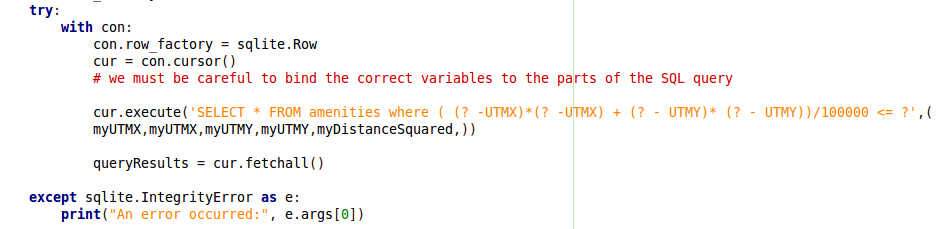 try:
with con:
con.row_factory = sqlite.Row
cur = con.cursor()
# we must be careful to bind the correct variables to the parts of the SQL query
cur.execute('SELECT * FROM amenities where ( (? -UTMX)*(? -UTMX) + (? - UTMY)* (? - UTMY))/100000 <= ?',(
myUTMX,myUTMX,myUTMY,myUTMY,myDistanceSquared,))
queryResults = cur.fetchall()
except sqlite.IntegrityError as e:
print("An error occurred:", e.args[0])